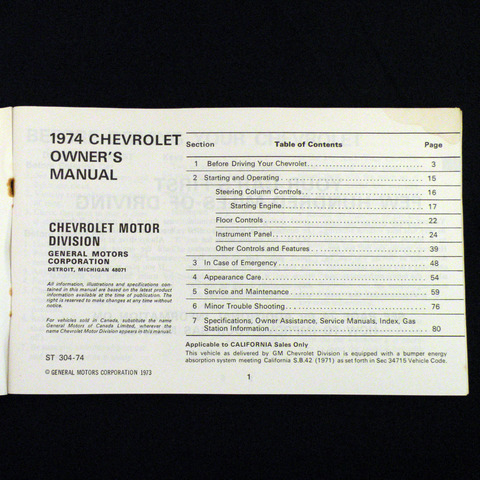 1974 CHEVROLET
OWNER'S
MANUAL
CHEVROLET MOTOR
DIVISION
GENERAL MOTORS
CORPORATION
DETROIT, MICHIGAN 48071
All information, illustrations and specifications con-
tained in this manual are based on the latest product
information available at the time of publication. The
right is reserved to make changes at any time without
notice.
For vehicles sold in Canada, substitute the name
General Motors of Canada Limited, wherever the
name Chevrolet Motor Division appears in this manual.
ST 304-74
© GENERAL MOTORS CORPORATION 1973
Section Table of Contents Page
1 Before Driving Your Chevrolet 3
2 Starting and Operating 15
Steering Column Controls 16
Starting Engine 17
Floor Controls 22
Instrument Panel 24
Other Controls and Features 39
3 In Case of Emergency 48
4 Appearance Care 54
5 Service and Maintenance 59
6 Minor Trouble Shooting 76
7 Specifications, Owner Assistance, Service Manuals, Index, Gas
Station Information 80
Applicable to CALIFORNIA Sales Only
This vehicle as delivered by GM Chevrolet Division is equipped with a bumper energy
absorption system meeting California S.B.42 (1971) as set forth in Sec 34715 Vehicle Code.
1